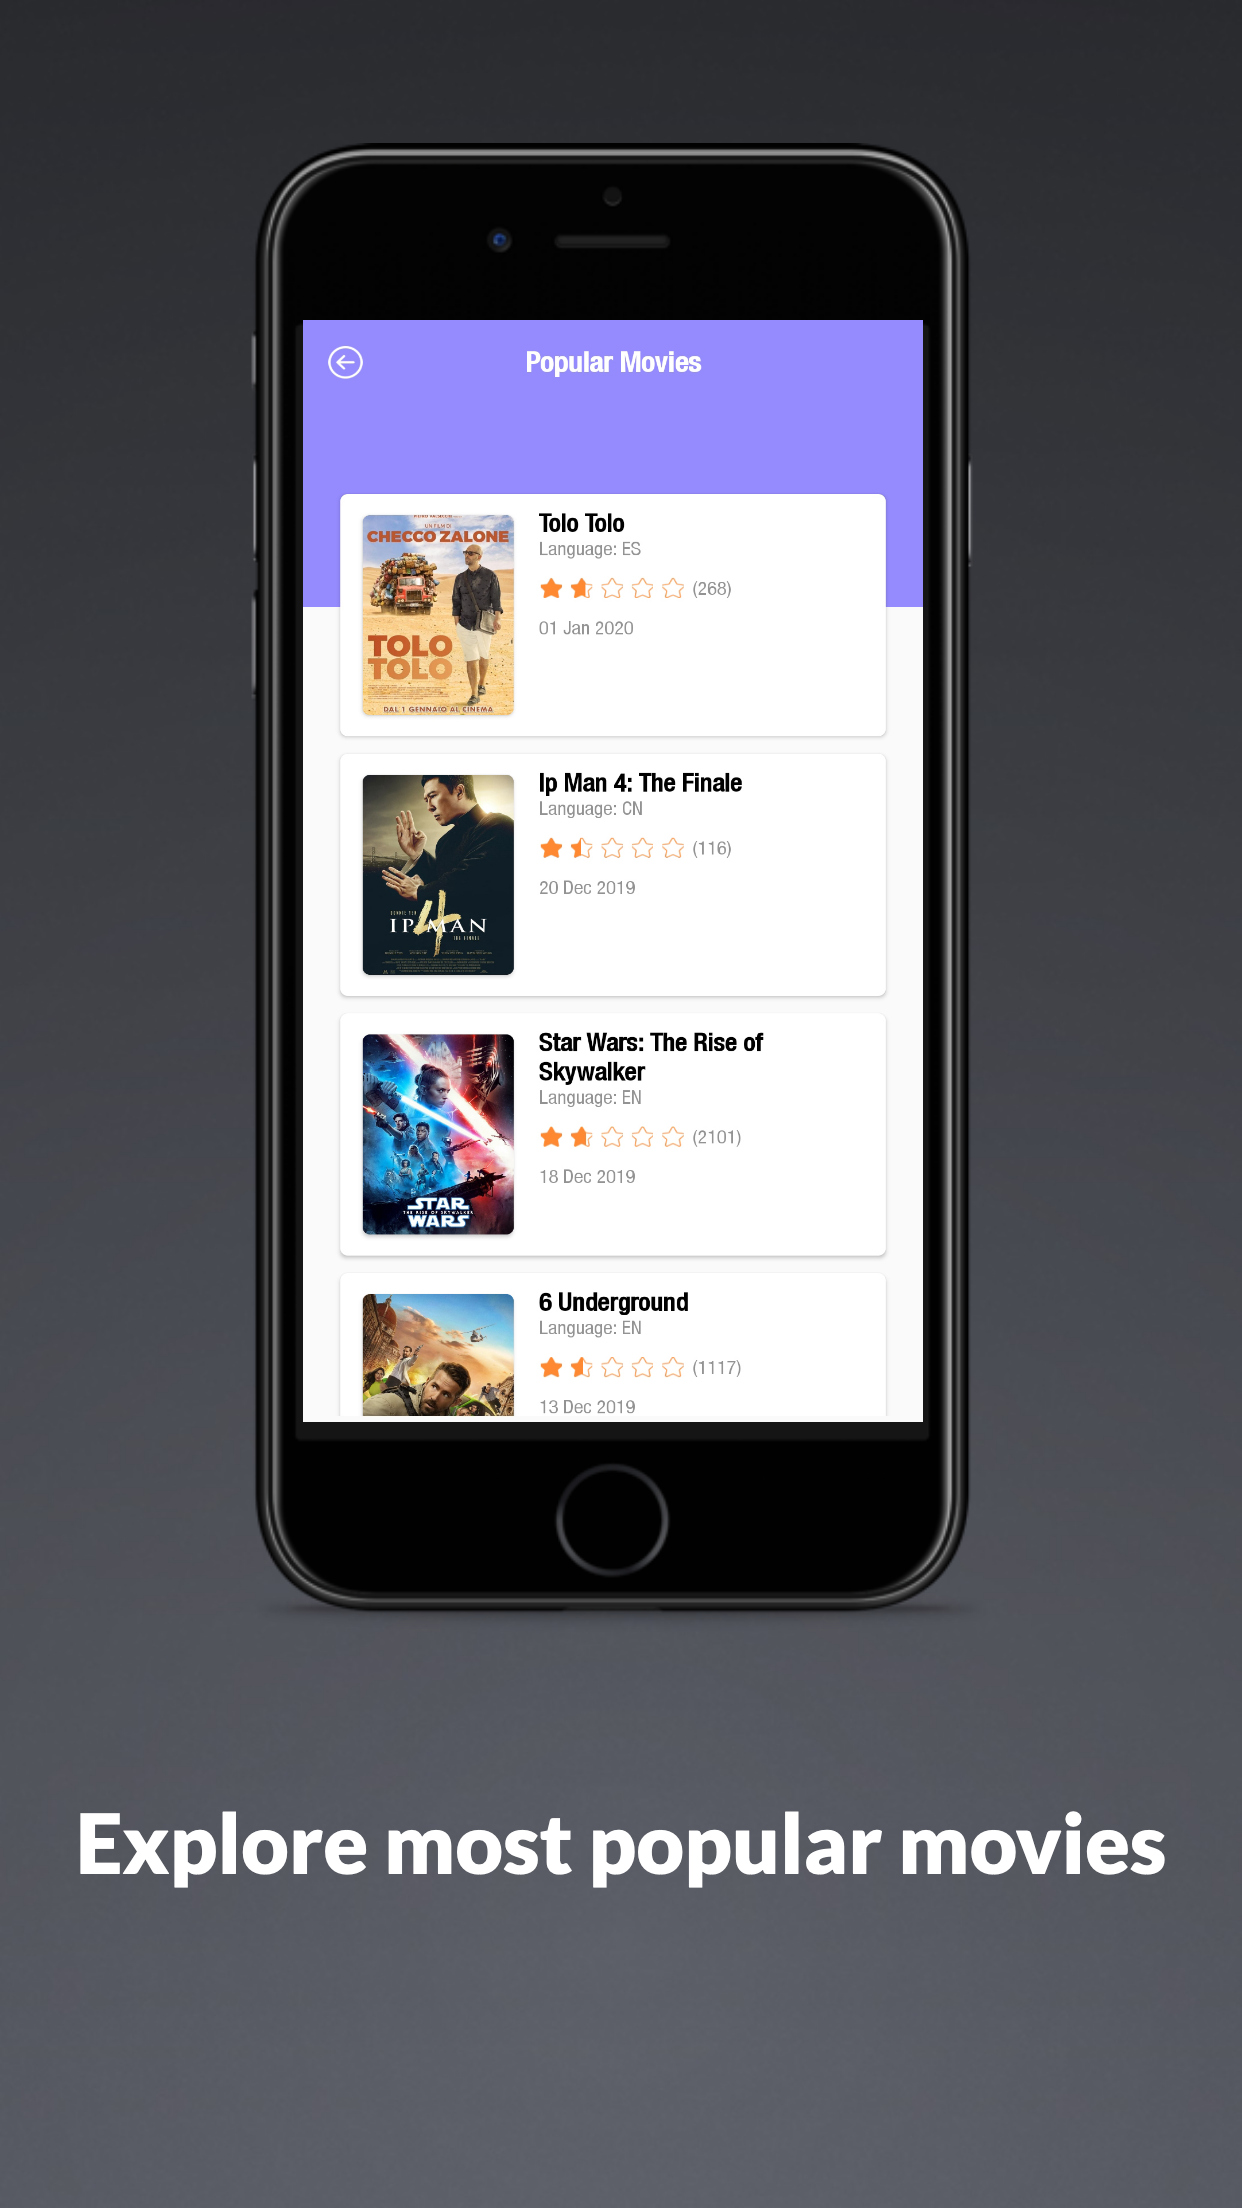 Popular Movies
UN FILM DI
CHECCO ZALONE
TOLO
TOLO
DAL 1 GENNAIO AL CINEMA
Tolo Tolo
Language: ES
(268)
01 Jan 2020
IP MAN
4
Ip Man 4: The Finale
Language: CN
(116)
20 Dec 2019
STAR
THE RISE OF SKYWALKER
WARS
Star Wars: The Rise of
Skywalker
Language: EN
(2101)
18 Dec 2019
6 Underground
Language: EN
(1117)
13 Dec 2019
Explore most popular movies